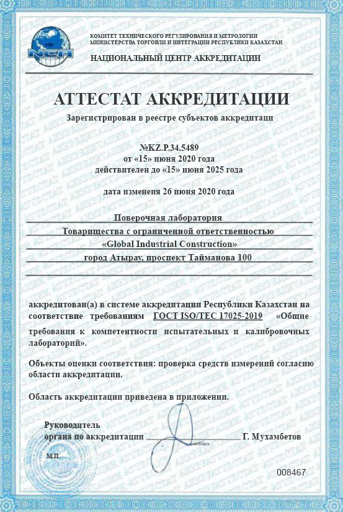 КОМИТЕТ ТЕХНИЧЕСКОГО РЕГУЛИРОВАНИЯ И МЕТРОЛОГИИ
МИНИСТЕРСТВА ТОРГОВЛИ И ИНТЕГРАЦИИ РЕСПУБЛИКИ КАЗАХСТАН
НАЦИОНАЛЬНЫЙ ЦЕНТР АККРЕДИТАЦИИ
АТТЕСТАТ АККРЕДИТАЦИИ
Зарегистрирован в реестре субъектов аккредитаци
№KZ.P.34.5489
от «15» июня 2020 года
действителен до «15» июня 2025 года
дата изменеия 26 июня 2020 года
Поверочная лаборатория
Товарищества с ограниченной ответственностью
«Global Industrial Construction»
город Атырау, проспект Тайманова 100
аккредитован(а) в системе аккредитации Республики Казахстан на
соответствие требованиям ГОСТ ISO/TEC 17025-2019 «Общие
требования к компетентности испытательных и калибровочных
лабораторий».
Объекты оценки соответствия: проверка средств измерений согласно
области аккредитации.
Область аккредитации приведена в приложении.
Руководитель
органа по аккредитации Г. Мухамбетов
М.П.
008467